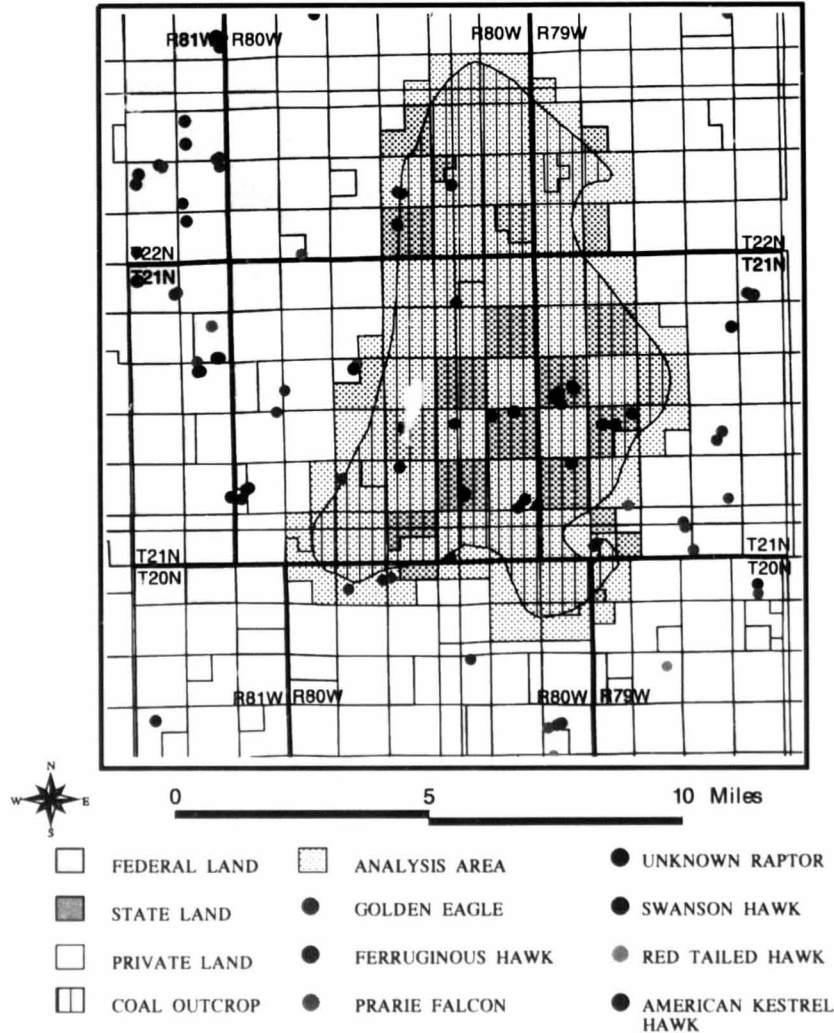 R81W R80W R80W R79W
T22N T22N
T21N T21N
T21N T21N
T20N T20N
R81W R80W R80W R79W
N
W E
S
0 5 10 Miles
FEDERAL LAND ANALYSIS AREA UNKNOWN RAPTOR
STATE LAND GOLDEN EAGLE SWANSON HAWK
PRIVATE LAND FERRUGINOUS HAWK RED TAILED HAWK
COAL OUTCROP PRARIE FALCON AMERICAN KESTREL
HAWK